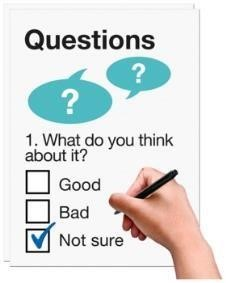 Questions
? ?
1. What do you think
about it?
Good
Bad
Not sure